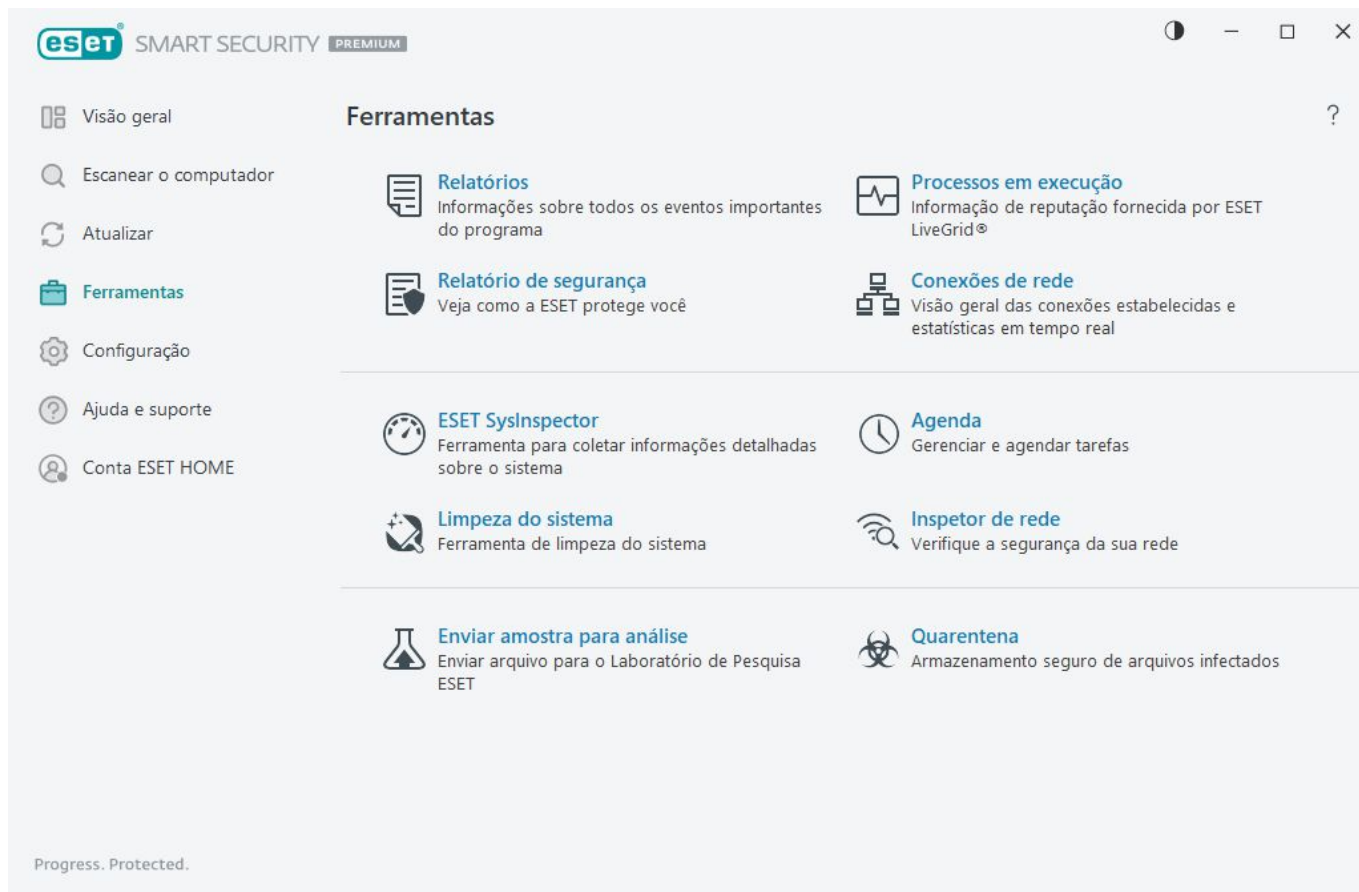 eset® SMART SECURITY PREMIUM
Visão geral
Escanear o computador
Atualizar
Ferramentas
Configuração
Ajuda e suporte
Conta ESET HOME
Ferramentas
?
Relatórios
Informações sobre todos os eventos importantes
do programa
Processos em execução
Informação de reputação fornecida por ESET
LiveGrid®
Relatório de segurança
Veja como a ESET protege você
Conexões de rede
Visão geral das conexões estabelecidas e
estatísticas em tempo real
ESET SysInspector
Ferramenta para coletar informações detalhadas
sobre o sistema
Agenda
Gerenciar e agendar tarefas
Limpeza do sistema
Ferramenta de limpeza do sistema
Inspetor de rede
Verifique a segurança da sua rede
Enviar amostra para análise
Enviar arquivo para o Laboratório de Pesquisa
ESET
Quarentena
Armazenamento seguro de arquivos infectados
Progress. Protected.